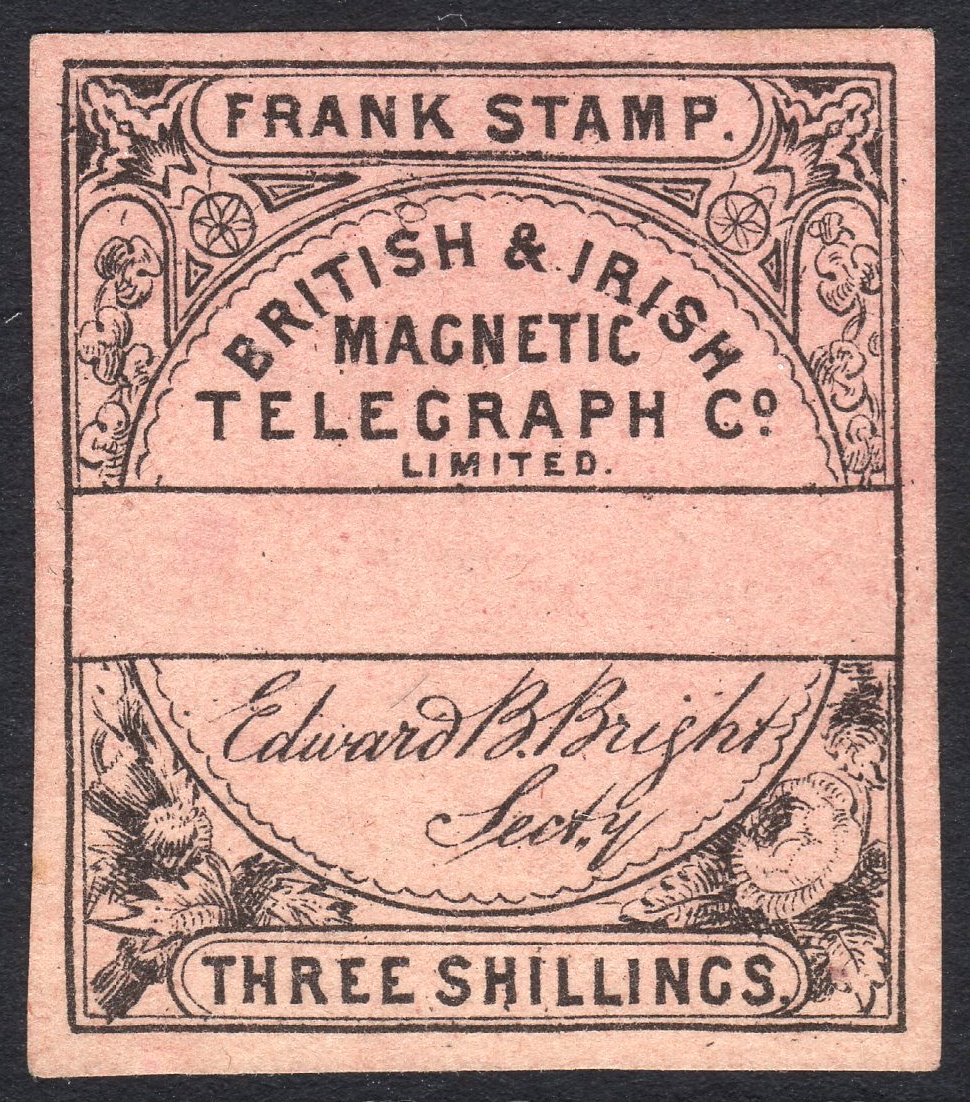 FRANK STAMP.
BRITISH & IRISH
MAGNETIC
TELEGRAPH Cº.
LIMITED.
Edward B. Bright,
Secty
THREE SHILLINGS.